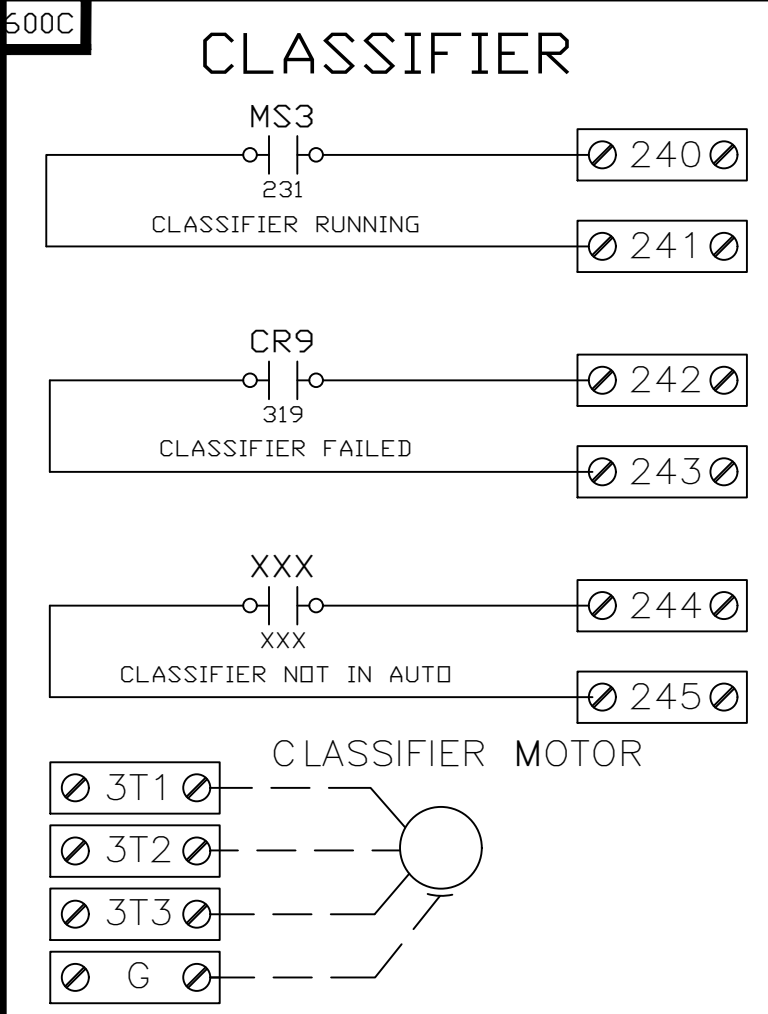 600C
CLASSIFIER
MS3
240
231
CLASSIFIER RUNNING
241
CR9
242
319
CLASSIFIER FAILED
243
XXX
244
XXX
CLASSIFIER NOT IN AUTO
245
CLASSIFIER MOTOR
3T1
3T2
3T3
G